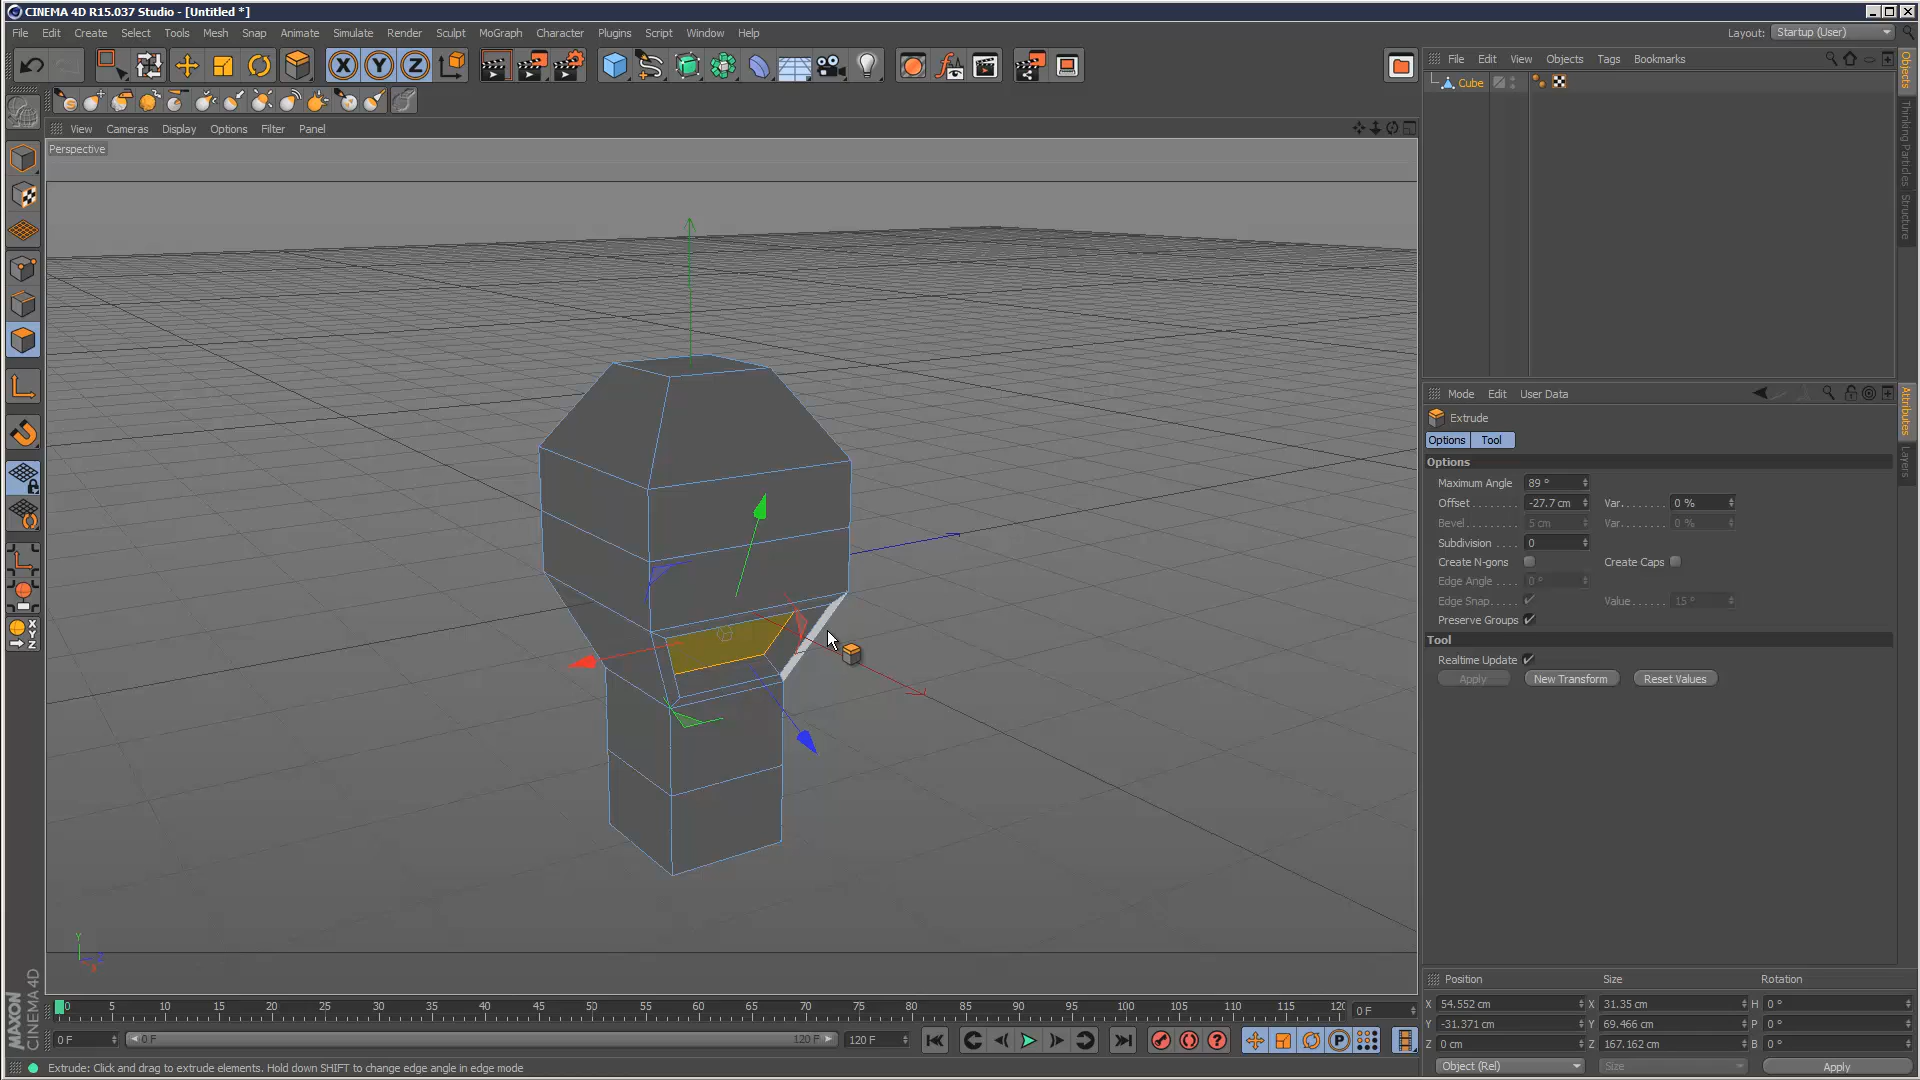 CINEMA 4D R15.037 Studio - [Untitled *]
File Edit Create Select Tools Mesh Snap Animate Simulate Render Sculpt MoGraph Character Plugins Script Window Help
Layout: Startup (User)
File Edit View Objects Tags Bookmarks
Cube
Objects
Thinking Particles
Structure
View Cameras Display Options Filter Panel
Perspective
Mode Edit User Data
Extrude
Options Tool
Options
Maximum Angle 89 °
Offset -27.7 cm Var. 0 %
Bevel 5 cm Var. 0 %
Subdivision 0
Create N-gons Create Caps
Edge Angle 0 °
Edge Snap Value 15 °
Preserve Groups
Tool
Realtime Update
Apply New Transform Reset Values
Attributes
Layers
X
Y
Z
Y
MAXON
CINEMA 4D
0 5 10 15 20 25 30 35 40 45 50 55 60 65 70 75 80 85 90 95 100 105 110 115 0 F
0 F 0 F 120 F 120 F
Position Size Rotation
X 54.552 cm X 31.35 cm H 0 °
Y -31.371 cm Y 69.466 cm P 0 °
Z 0 cm Z 167.162 cm B 0 °
Object (Rel) Size Apply
Extrude: Click and drag to extrude elements. Hold down SHIFT to change edge angle in edge mode